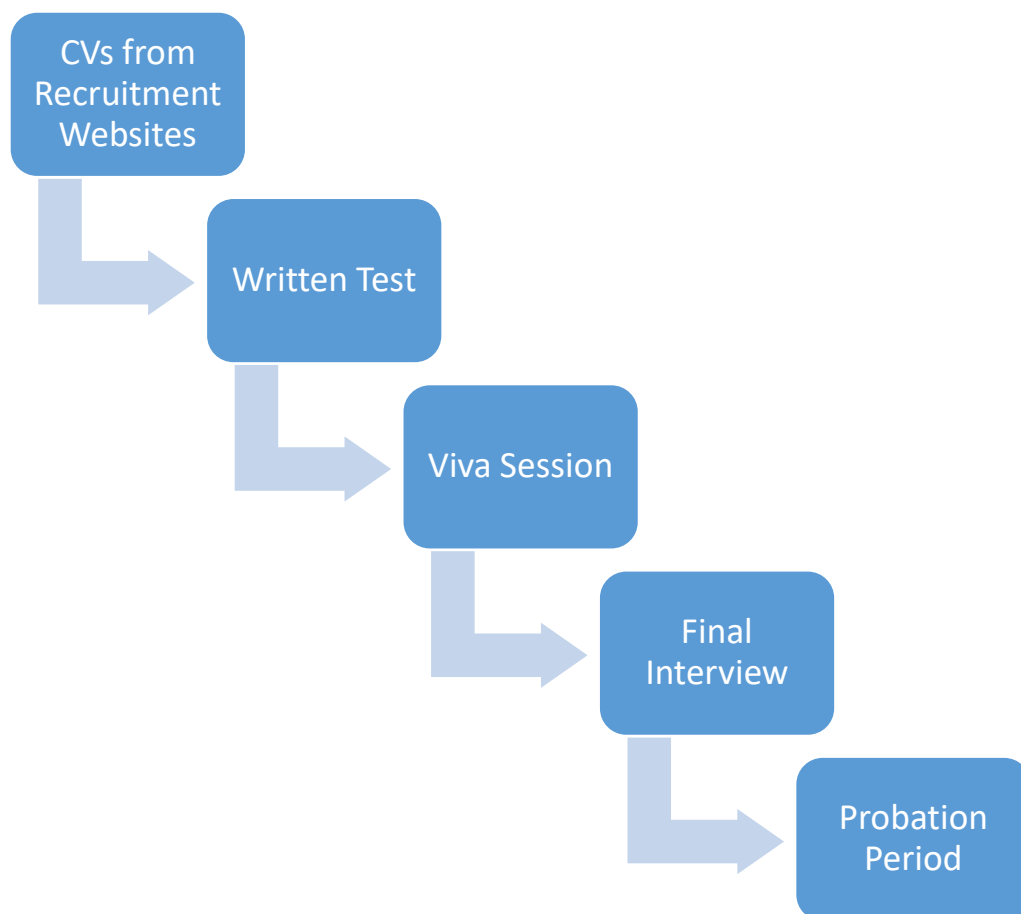 CVs from
Recruitment
Websites
Written Test
Viva Session
Final
Interview
Probation
Period